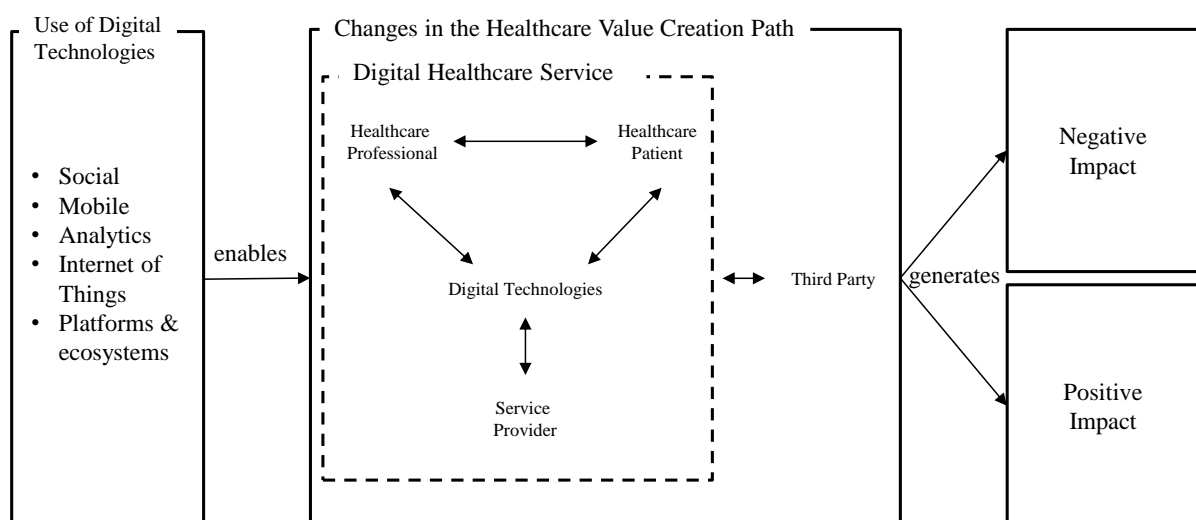 Use of Digital
Technologies
• Social
• Mobile
• Analytics
• Internet of
Things
• Platforms &
ecosystems
enables
Changes in the Healthcare Value Creation Path
Digital Healthcare Service
Healthcare
Professional
Healthcare
Patient
Digital Technologies
Service
Provider
Third Party
generates
Negative
Impact
Positive
Impact